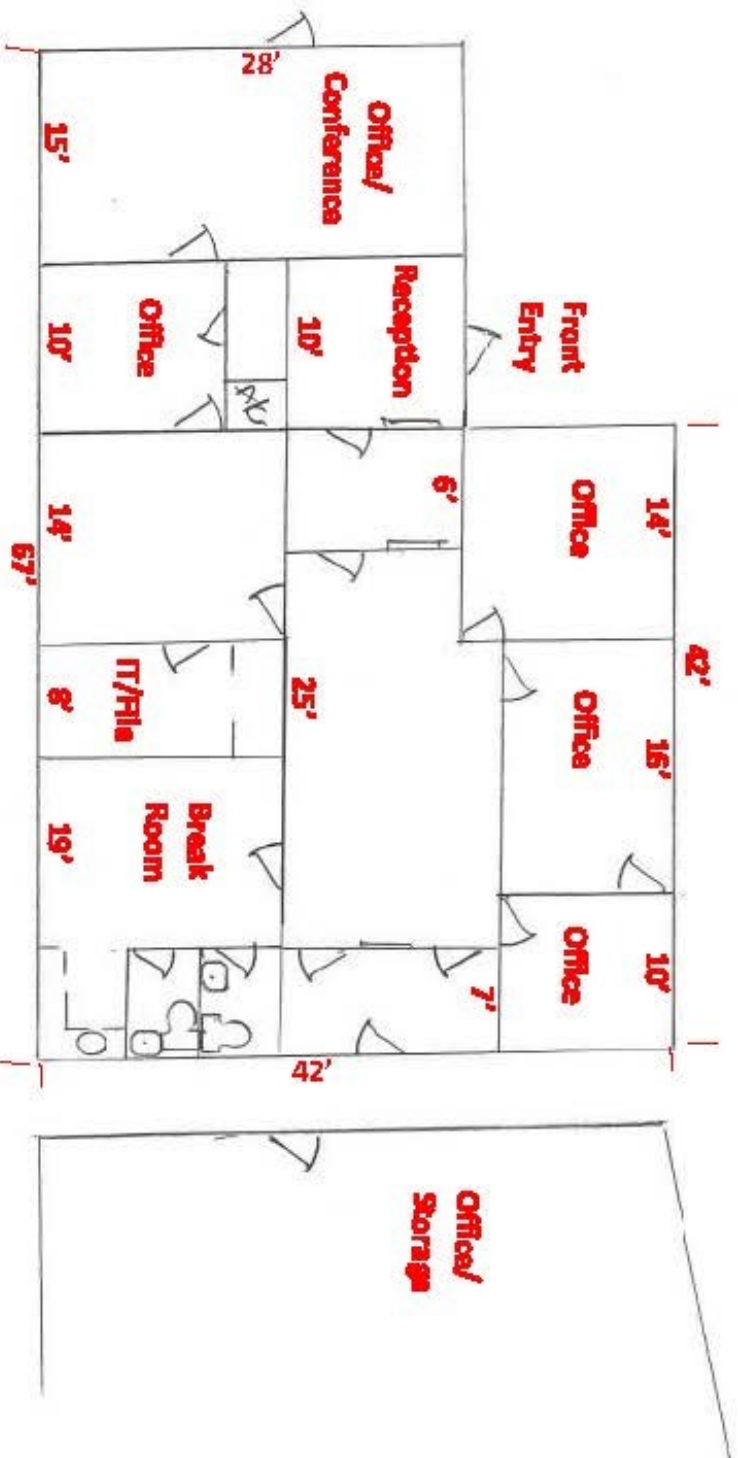 42'
14'
16'
10'
Front
Entry
Office
Office
Office
Office/
Conference
Reception
6'
7'
Office/
Storage
28'
10'
25'
42'
A/C
Office
IT/File
Break
Room
15'
10'
14'
8'
19'
67'